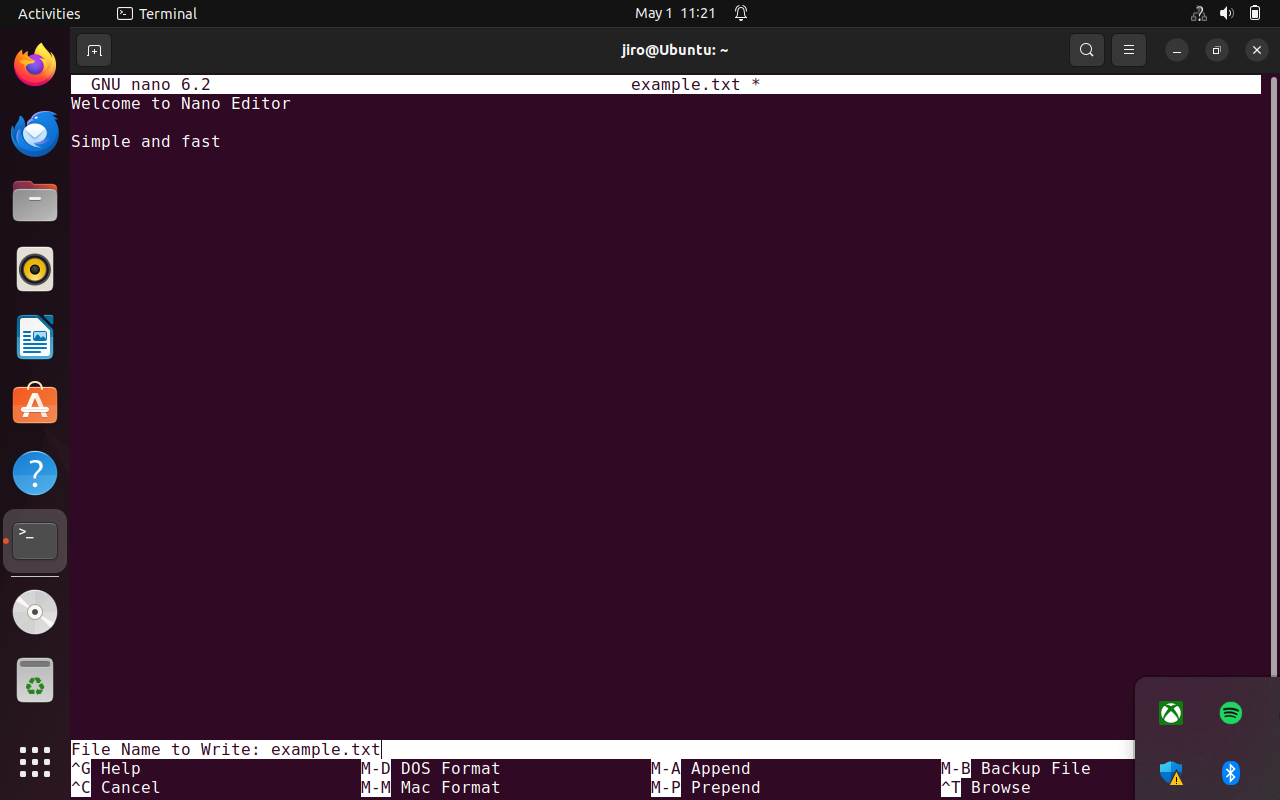 Activities Terminal May 1 11:21
jiro@Ubuntu: ~
GNU nano 6.2 example.txt *
Welcome to Nano Editor
Simple and fast
>_
File Name to Write: example.txt
^G Help M-D DOS Format M-A Append M-B Backup File
^C Cancel M-M Mac Format M-P Prepend ^T Browse